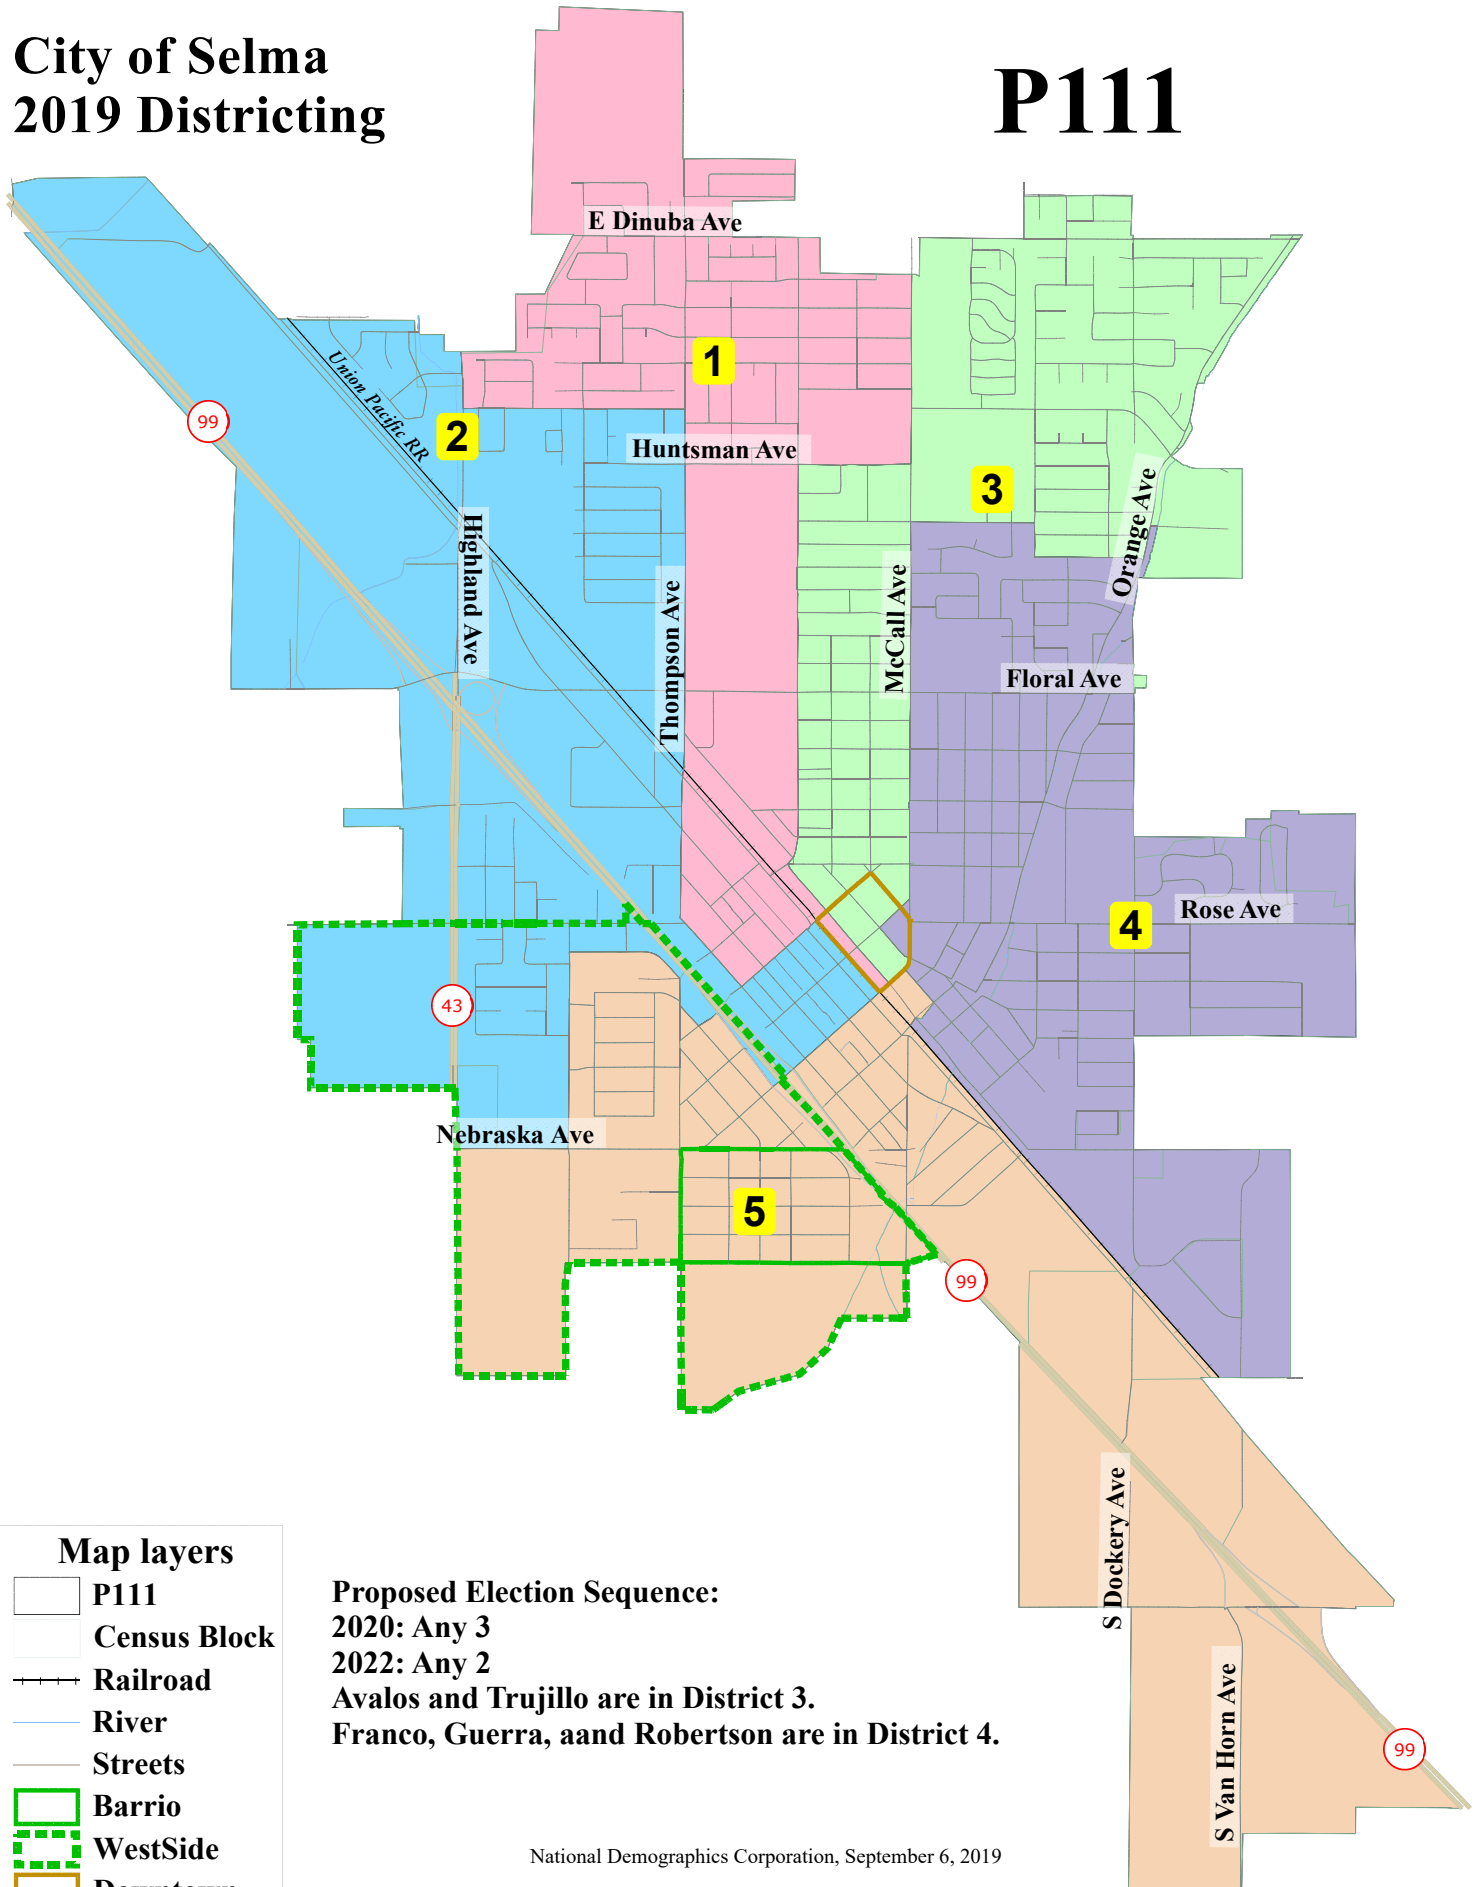 City of Selma
2019 Districting
P111
E Dinuba Ave
1
Union Pacific RR
99
2
Huntsman Ave
3
Orange Ave
Highland Ave
Thompson Ave
McCall Ave
Floral Ave
Rose Ave
4
43
Nebraska Ave
5
99
S Dockery Ave
S Van Horn Ave
99
Map layers
P111
Census Block
Railroad
River
Streets
Barrio
WestSide
Downtown
Proposed Election Sequence:
2020: Any 3
2022: Any 2
Avalos and Trujillo are in District 3.
Franco, Guerra, aand Robertson are in District 4.
National Demographics Corporation, September 6, 2019